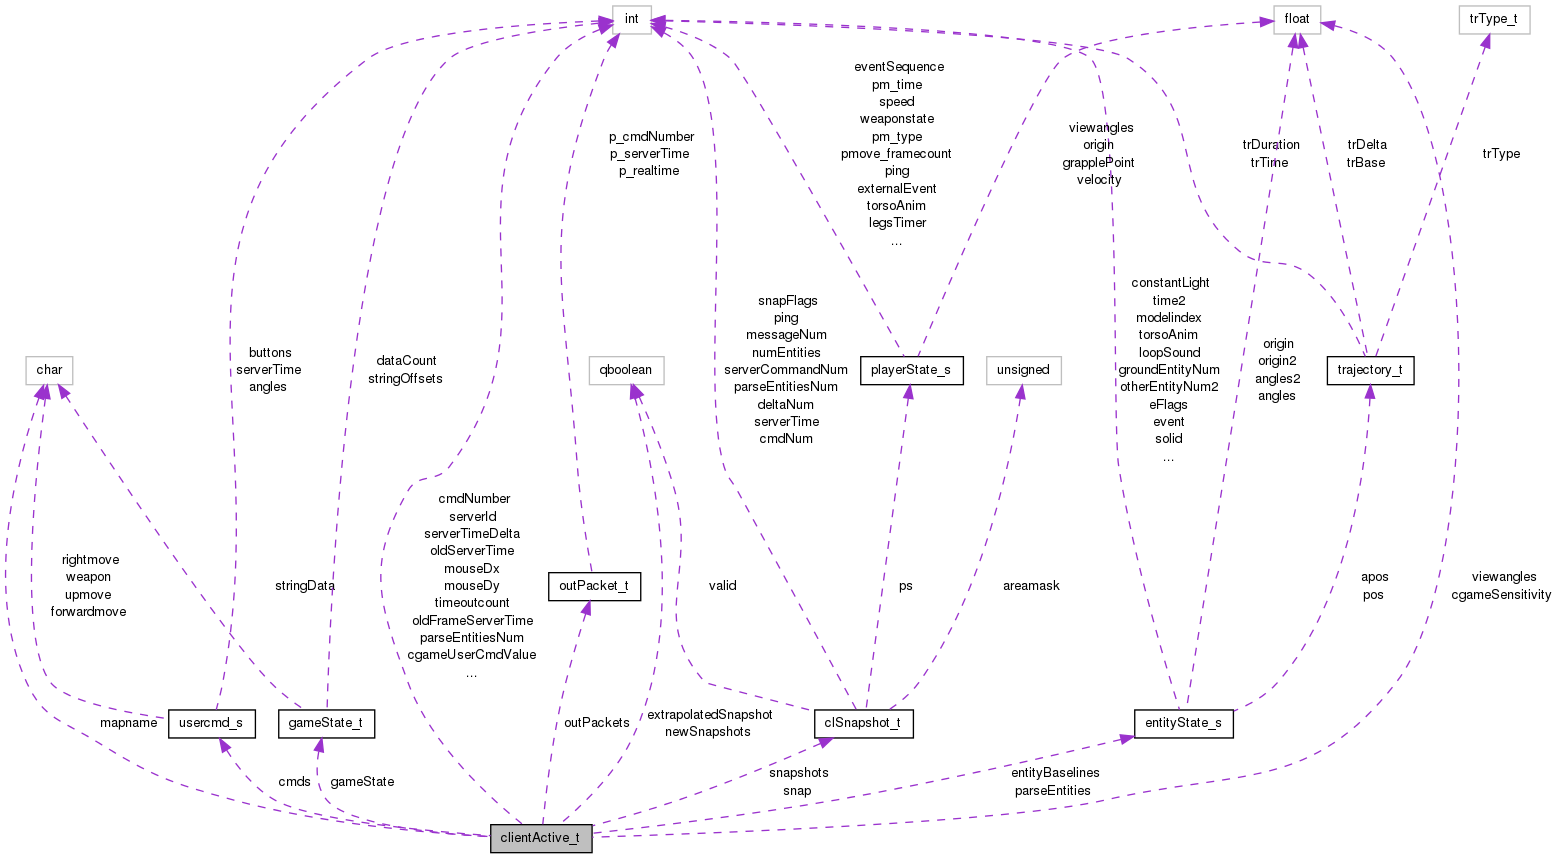 int
float
trType_t
eventSequence
pm_time
speed
weaponstate
pm_type
pmove_framecount
ping
externalEvent
torsoAnim
legsTimer
...
p_cmdNumber
p_serverTime
p_realtime
viewangles
origin
grapplePoint
velocity
trDuration
trTime
trDelta
trBase
trType
snapFlags
ping
messageNum
numEntities
serverCommandNum
parseEntitiesNum
deltaNum
serverTime
cmdNum
constantLight
time2
modelindex
torsoAnim
loopSound
groundEntityNum
otherEntityNum2
eFlags
event
solid
...
buttons
serverTime
angles
dataCount
stringOffsets
origin
origin2
angles2
angles
char
qboolean
playerState_s
unsigned
trajectory_t
cmdNumber
serverId
serverTimeDelta
oldServerTime
mouseDx
mouseDy
timeoutcount
oldFrameServerTime
parseEntitiesNum
cgameUserCmdValue
...
rightmove
weapon
upmove
forwardmove
stringData
outPacket_t
valid
ps
areamask
apos
pos
viewangles
cgameSensitivity
mapname
usercmd_s
gameState_t
outPackets
extrapolatedSnapshot
newSnapshots
clSnapshot_t
entityState_s
cmds
gameState
snapshots
snap
entityBaselines
parseEntities
clientActive_t